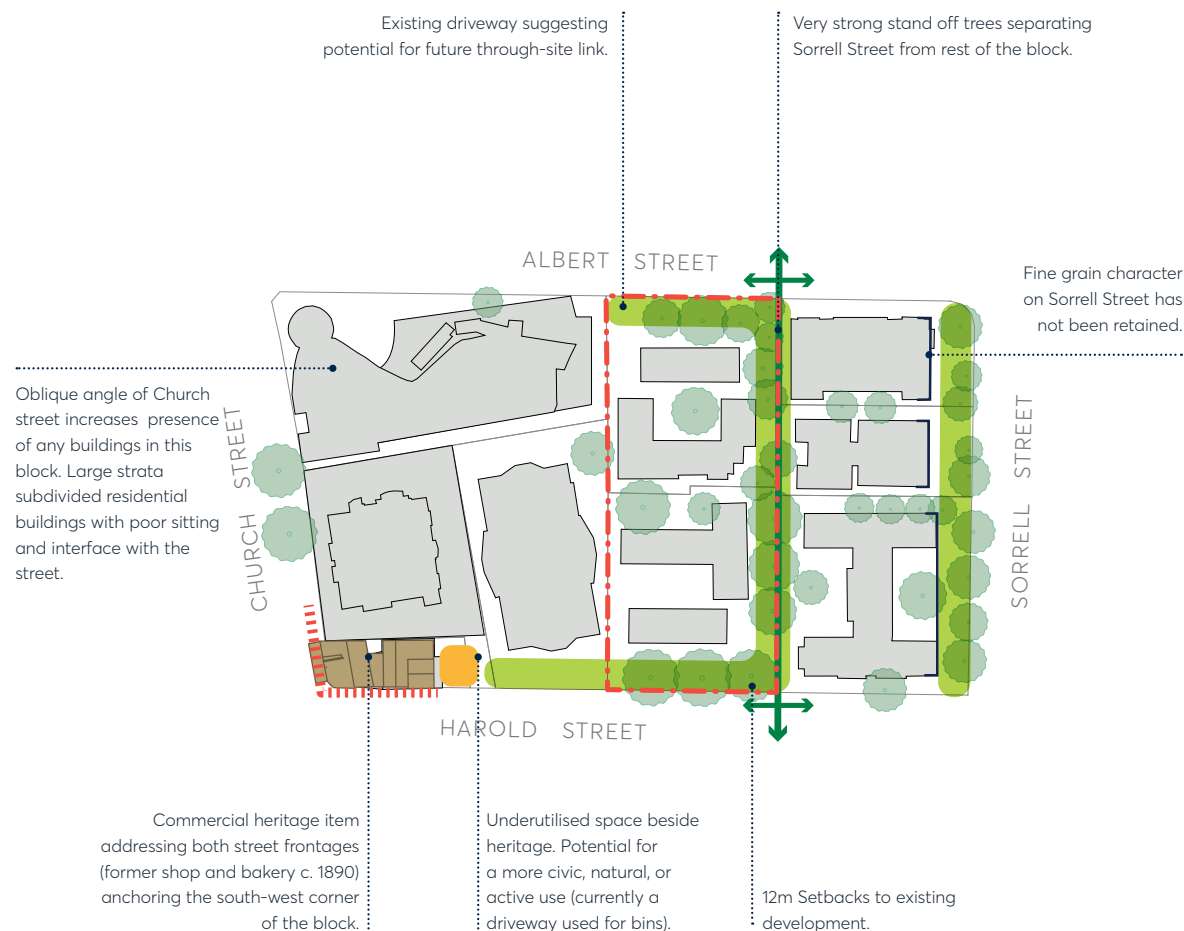 Existing driveway suggesting
potential for future through-site link.
Very strong stand off trees separating
Sorrell Street from rest of the block.
ALBERT STREET
Fine grain character
on Sorrell Street has
not been retained.
Oblique angle of Church
street increases presence
of any buildings in this
block. Large strata
subdivided residential
buildings with poor sitting
and interface with the
street.
CHURCH STREET
SORRELL STREET
HAROLD STREET
Commercial heritage item
addressing both street frontages
(former shop and bakery c. 1890)
anchoring the south-west corner
of the block.
Underutilised space beside
heritage. Potential for
a more civic, natural, or
active use (currently a
driveway used for bins).
12m Setbacks to existing
development.